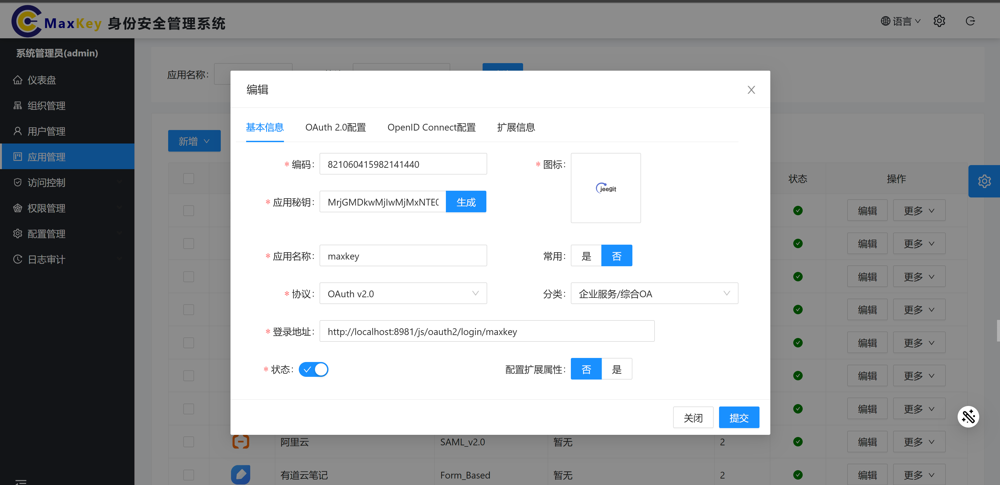 MaxKey 身份安全管理系统
语言
系统管理员(admin)
仪表盘
组织管理
用户管理
应用管理
访问控制
权限管理
配置管理
日志审计
应用名称:
新增
状态
操作
编辑
基本信息
OAuth 2.0配置
OpenID Connect配置
扩展信息
* 编码:
821060415982141440
* 图标:
jeegit
* 应用秘钥:
MrjGMDkwMjIwMjMxNTE
生成
* 应用名称:
maxkey
常用:
是
否
* 协议:
OAuth v2.0
分类:
企业服务/综合OA
* 登录地址:
http://localhost:8981/js/oauth2/login/maxkey
* 状态:
配置扩展属性:
否
是
关闭
提交
编辑
更多
编辑
更多
编辑
更多
编辑
更多
编辑
更多
编辑
更多
编辑
更多
阿里云
SAML_v2.0
暂无
2
编辑
更多
有道云笔记
Form_Based
暂无
2
编辑
更多